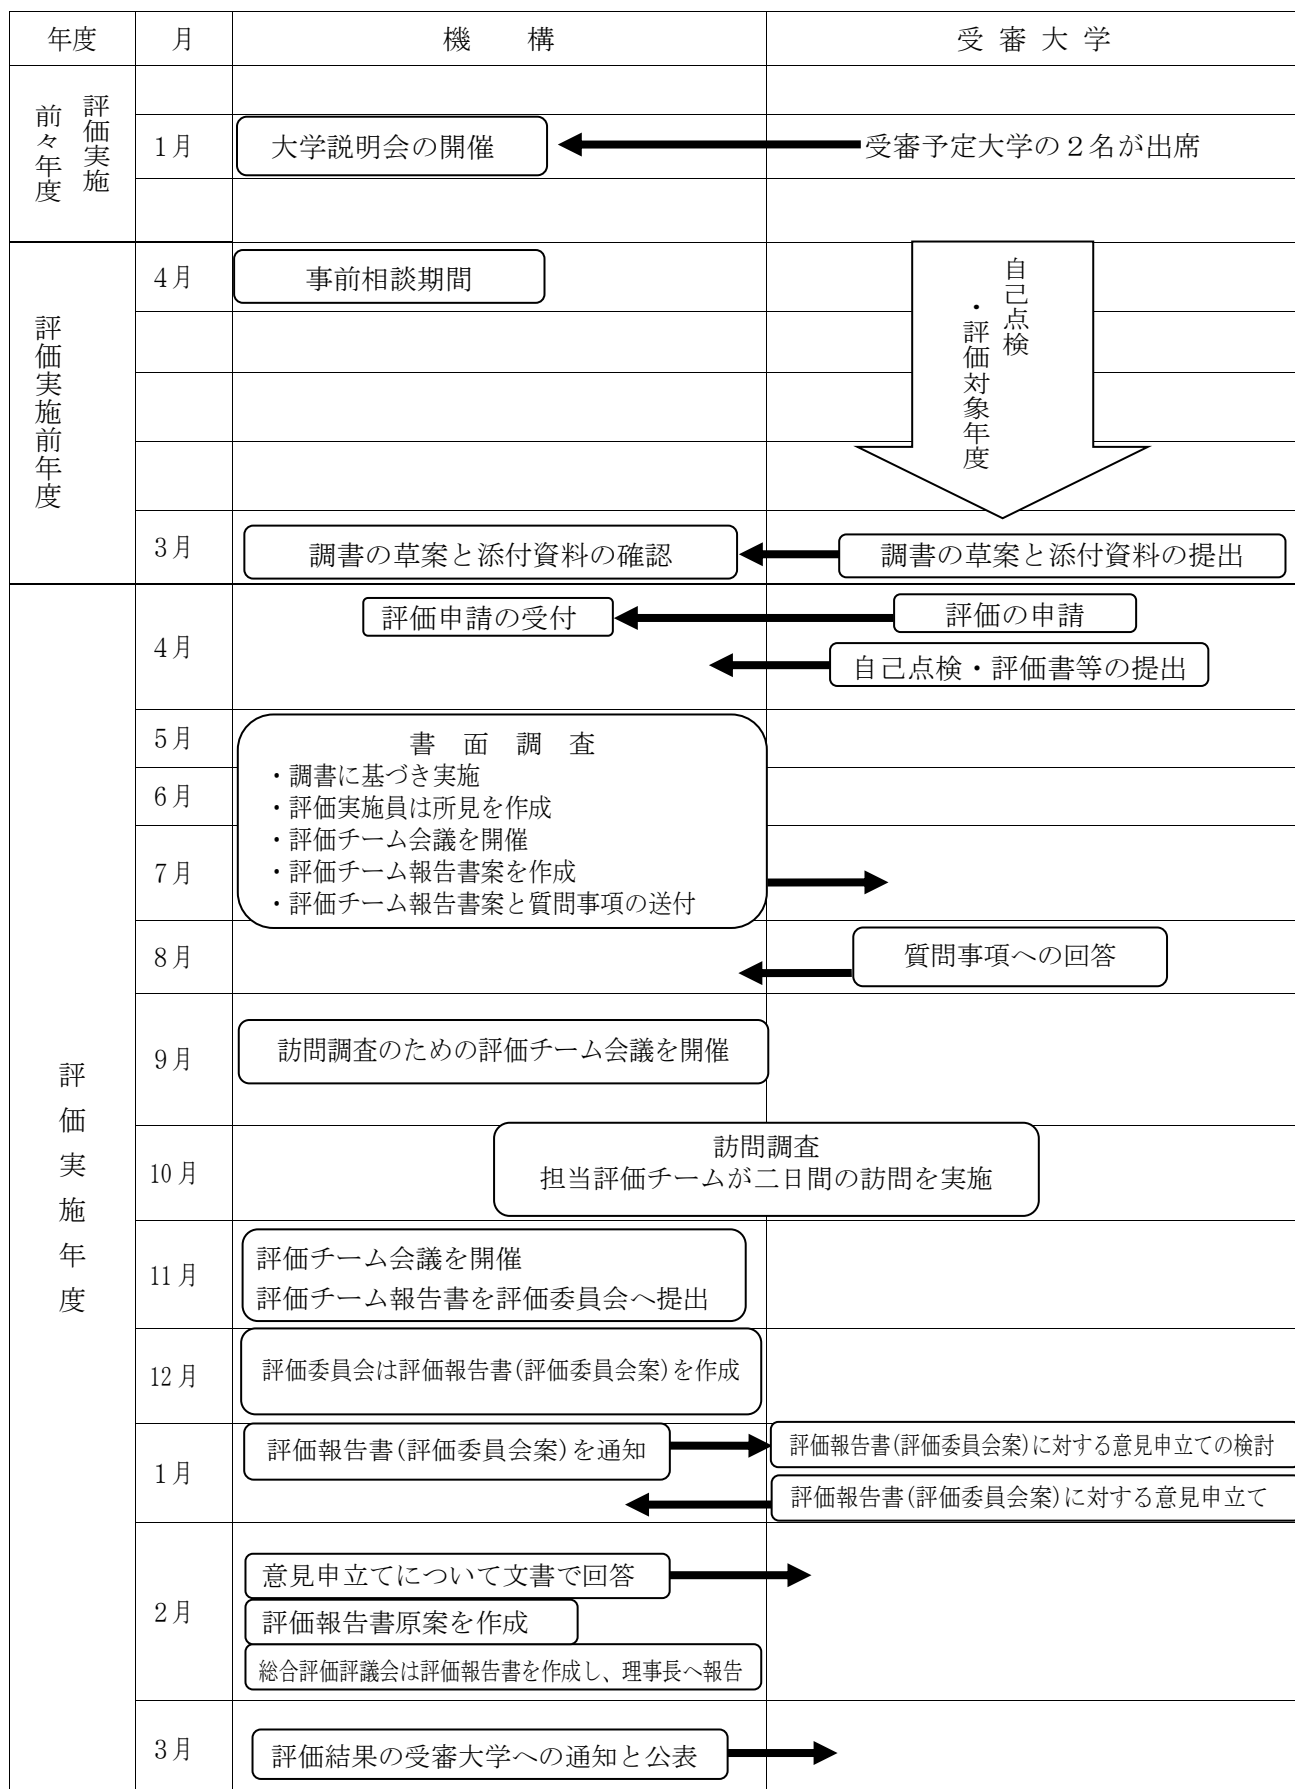 年度 月 機　構 受審大学
評価実施
前々年度
1月 大学説明会の開催 受審予定大学の２名が出席
評価実施前年度
4月 事前相談期間
自己点検
・評価対象年度
3月 調書の草案と添付資料の確認 調書の草案と添付資料の提出
評価実施年度
4月 評価申請の受付 評価の申請
自己点検・評価書等の提出
5月 書面調査
・調書に基づき実施
6月 ・評価実施員は所見を作成
・評価チーム会議を開催
7月 ・評価チーム報告書案を作成
・評価チーム報告書案と質問事項の送付
8月 質問事項への回答
9月 訪問調査のための評価チーム会議を開催
10月 訪問調査
担当評価チームが二日間の訪問を実施
11月 評価チーム会議を開催
評価チーム報告書を評価委員会へ提出
12月 評価委員会は評価報告書(評価委員会案)を作成
1月 評価報告書(評価委員会案)を通知 評価報告書(評価委員会案)に対する意見申立ての検討
評価報告書(評価委員会案)に対する意見申立て
2月 意見申立てについて文書で回答
評価報告書原案を作成
総合評価評議会は評価報告書を作成し、理事長へ報告
3月 評価結果の受審大学への通知と公表